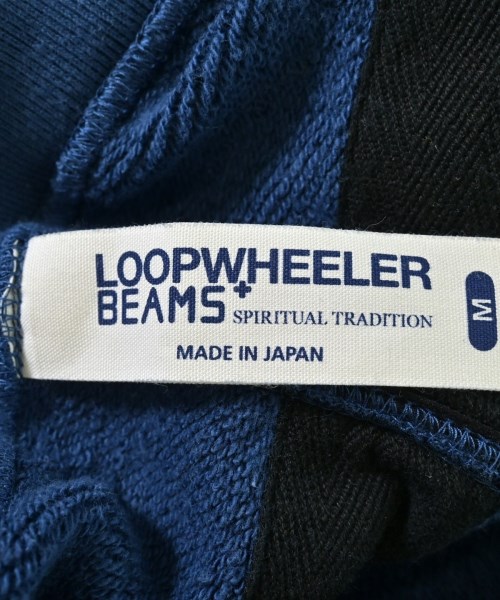 LOOPWHEELER
BEAMS+ SPIRITUAL TRADITION
MADE IN JAPAN
M